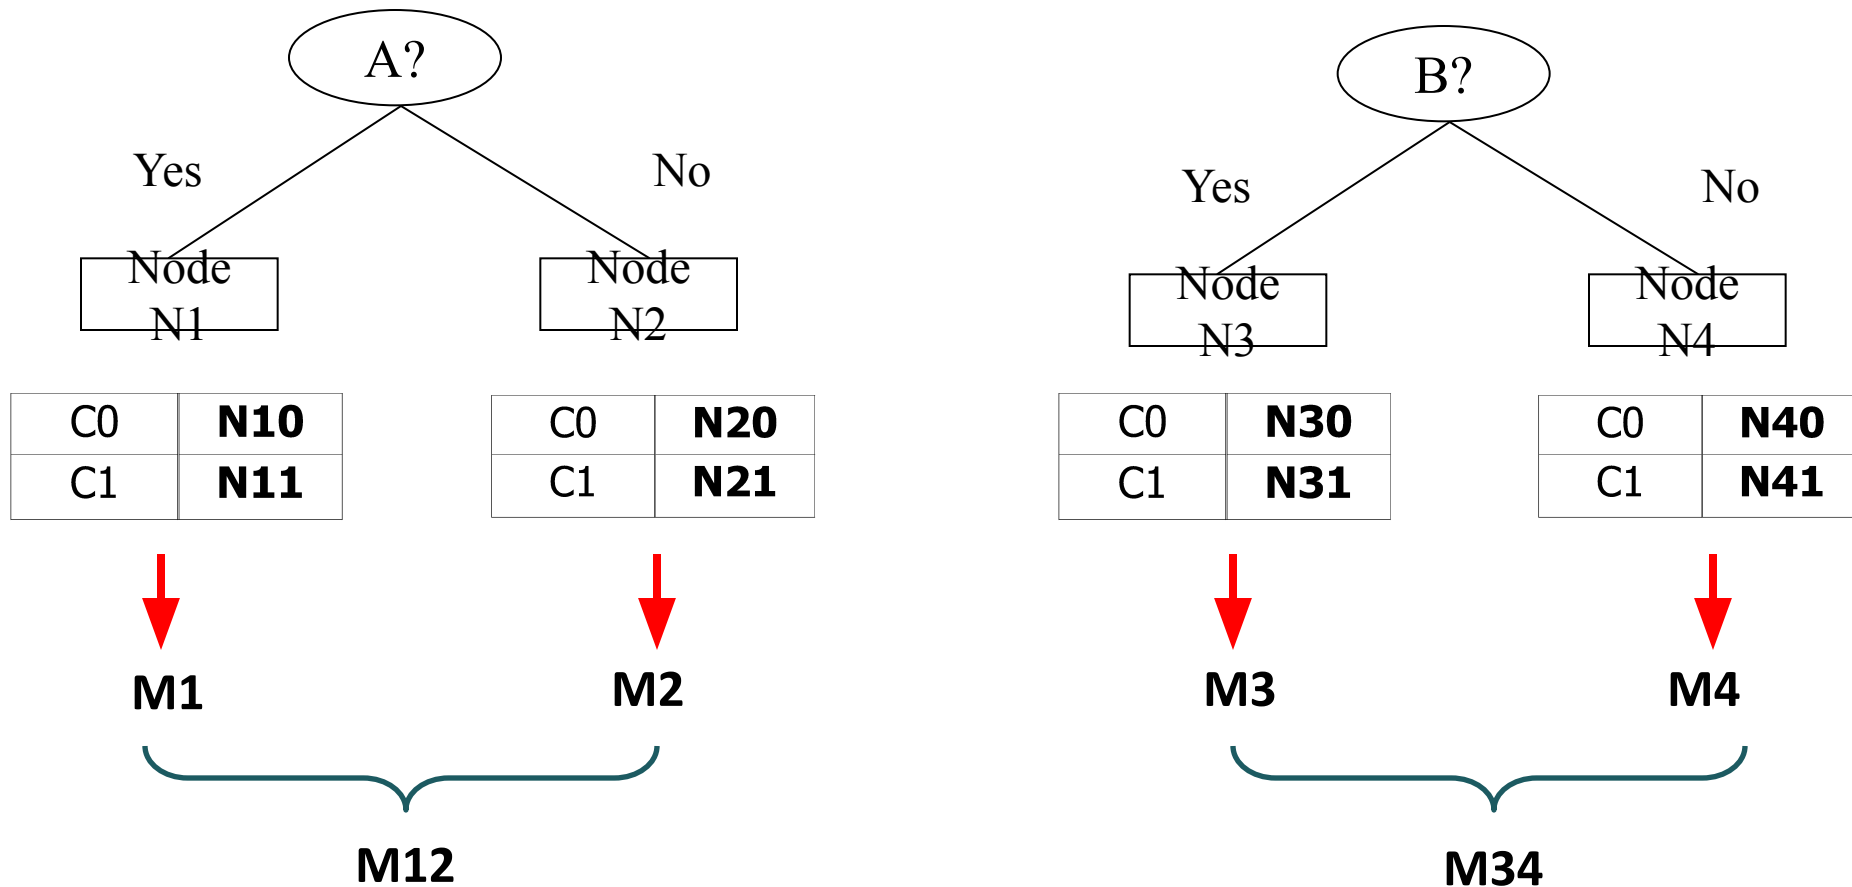 A?
Yes
No
Node
N1
Node
N2
C0 N10
C1 N11
C0 N20
C1 N21
M1
M2
M12
B?
Yes
No
Node
N3
Node
N4
C0 N30
C1 N31
C0 N40
C1 N41
M3
M4
M34